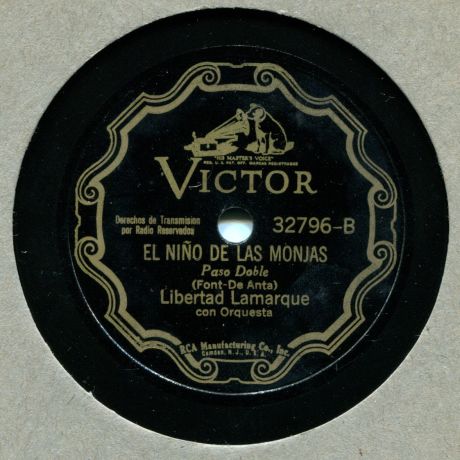 "HIS MASTER'S VOICE"
REG. U. S. PAT. OFF. MARCAS REGISTRADAS
VICTOR
Derechos de Transmision
por Radio Reservados
32796-B
EL NIÑO DE LAS MONJAS
Paso Doble
(Font-De Anta)
Libertad Lamarque
con Orquesta
RCA Manufacturing Co., Inc.
Camden, N. J., U. S. A.